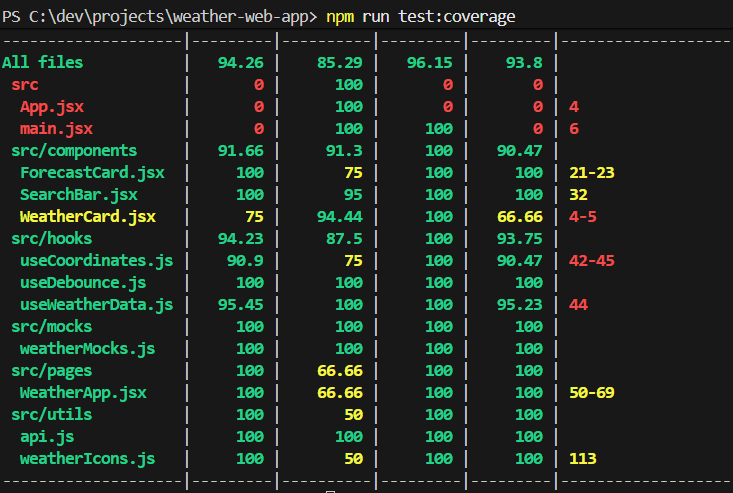 PS C:\dev\projects\weather-web-app> npm run test:coverage
-------------------|---------|----------|---------|---------|-------------------
All files          |   94.26 |    85.29 |   96.15 |    93.8 |
 src               |       0 |      100 |       0 |       0 |
  App.jsx          |       0 |      100 |       0 |       0 | 4
  main.jsx         |       0 |      100 |     100 |       0 | 6
 src/components    |   91.66 |     91.3 |     100 |   90.47 |
  ForecastCard.jsx |     100 |       75 |     100 |     100 | 21-23
  SearchBar.jsx    |     100 |       95 |     100 |     100 | 32
  WeatherCard.jsx  |      75 |    94.44 |     100 |   66.66 | 4-5
 src/hooks         |   94.23 |     87.5 |     100 |   93.75 |
  useCoordinates.js |    90.9 |       75 |     100 |   90.47 | 42-45
  useDebounce.js   |     100 |      100 |     100 |     100 |
  useWeatherData.js |   95.45 |      100 |     100 |   95.23 | 44
 src/mocks         |     100 |      100 |     100 |     100 |
  weatherMocks.js  |     100 |      100 |     100 |     100 |
 src/pages         |     100 |    66.66 |     100 |     100 |
  WeatherApp.jsx   |     100 |    66.66 |     100 |     100 | 50-69
 src/utils         |     100 |       50 |     100 |     100 |
  api.js           |     100 |      100 |     100 |     100 |
  weatherIcons.js  |     100 |       50 |     100 |     100 | 113
-------------------|---------|----------|---------|---------|-------------------